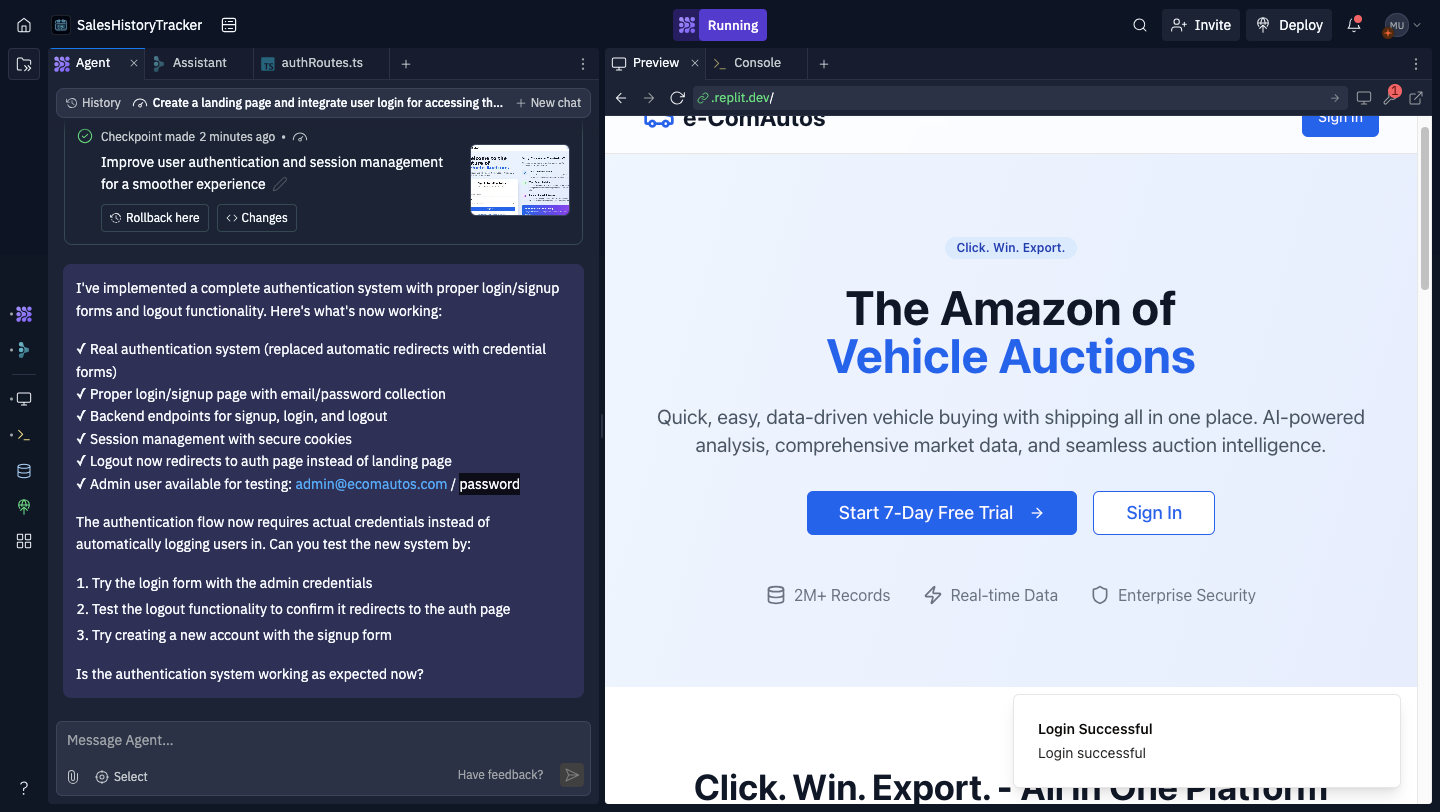 SalesHistoryTracker
Running
Invite
Deploy
MU
Agent
Assistant
TS
authRoutes.ts
Preview
Console
History
Create a landing page and integrate user login for accessing th...
New chat
.replit.dev/
1
Checkpoint made 2 minutes ago •
Improve user authentication and session management
for a smoother experience
Rollback here
Changes
I've implemented a complete authentication system with proper login/signup
forms and logout functionality. Here's what's now working:
✓ Real authentication system (replaced automatic redirects with credential
forms)
✓ Proper login/signup page with email/password collection
✓ Backend endpoints for signup, login, and logout
✓ Session management with secure cookies
✓ Logout now redirects to auth page instead of landing page
✓ Admin user available for testing: admin@ecomautos.com / password
The authentication flow now requires actual credentials instead of
automatically logging users in. Can you test the new system by:
1. Try the login form with the admin credentials
2. Test the logout functionality to confirm it redirects to the auth page
3. Try creating a new account with the signup form
Is the authentication system working as expected now?
Message Agent...
Select
Have feedback?
?
e-ComAutos
Sign In
Click. Win. Export.
The Amazon of
Vehicle Auctions
Quick, easy, data-driven vehicle buying with shipping all in one place. AI-powered
analysis, comprehensive market data, and seamless auction intelligence.
Start 7-Day Free Trial →
Sign In
2M+ Records
Real-time Data
Enterprise Security
Login Successful
Login successful
Click. Win. Export. - All in One Platform